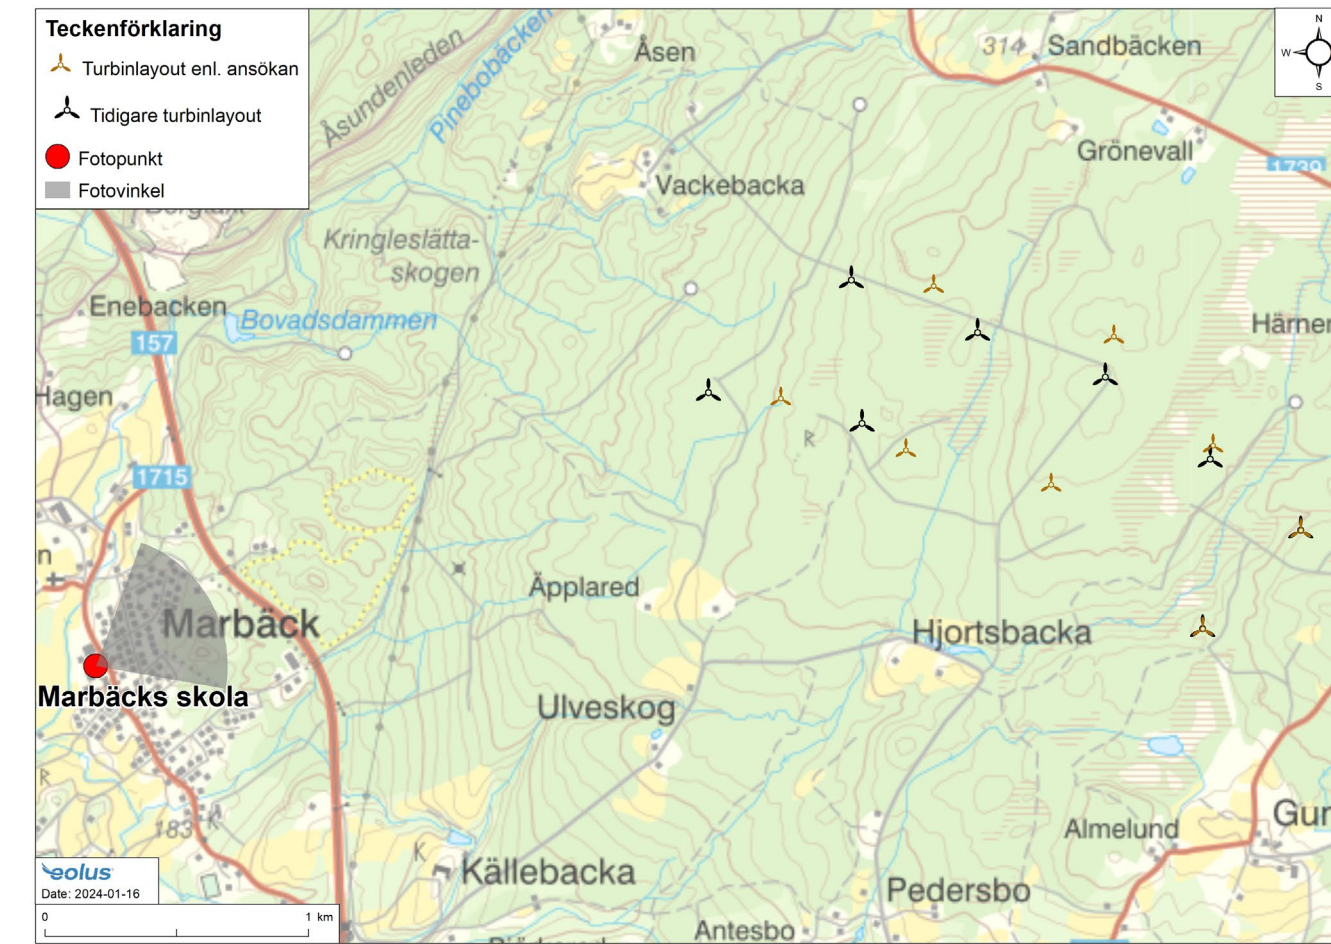 Teckenförklaring
Turbinlayout enl. ansökan
Tidigare turbinlayout
Fotopunkt
Fotovinkel
Åsundenleden
Pinebobäcken
Åsen
314
Sandbäcken
N
W
S
Grönevall
1739
Vackebacka
Kringleslätta-
skogen
Enebacken
Bovadsdammen
157
Härner
Hagen
R
1715
n
Äpplared
Marbäck
Hjortsbacka
Marbäcks skola
Ulveskog
R
183
K
Gur
Almelund
K
Källebacka
eolus
Date: 2024-01-16
Pedersbo
0
1 km
Antesbo